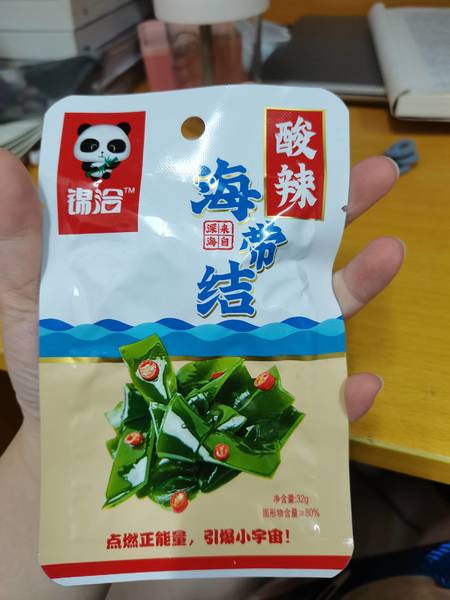 锦洽™
酸辣
海带结
来自
深海
净含量:32g
固形物含量≥80%
点燃正能量，引爆小宇宙！